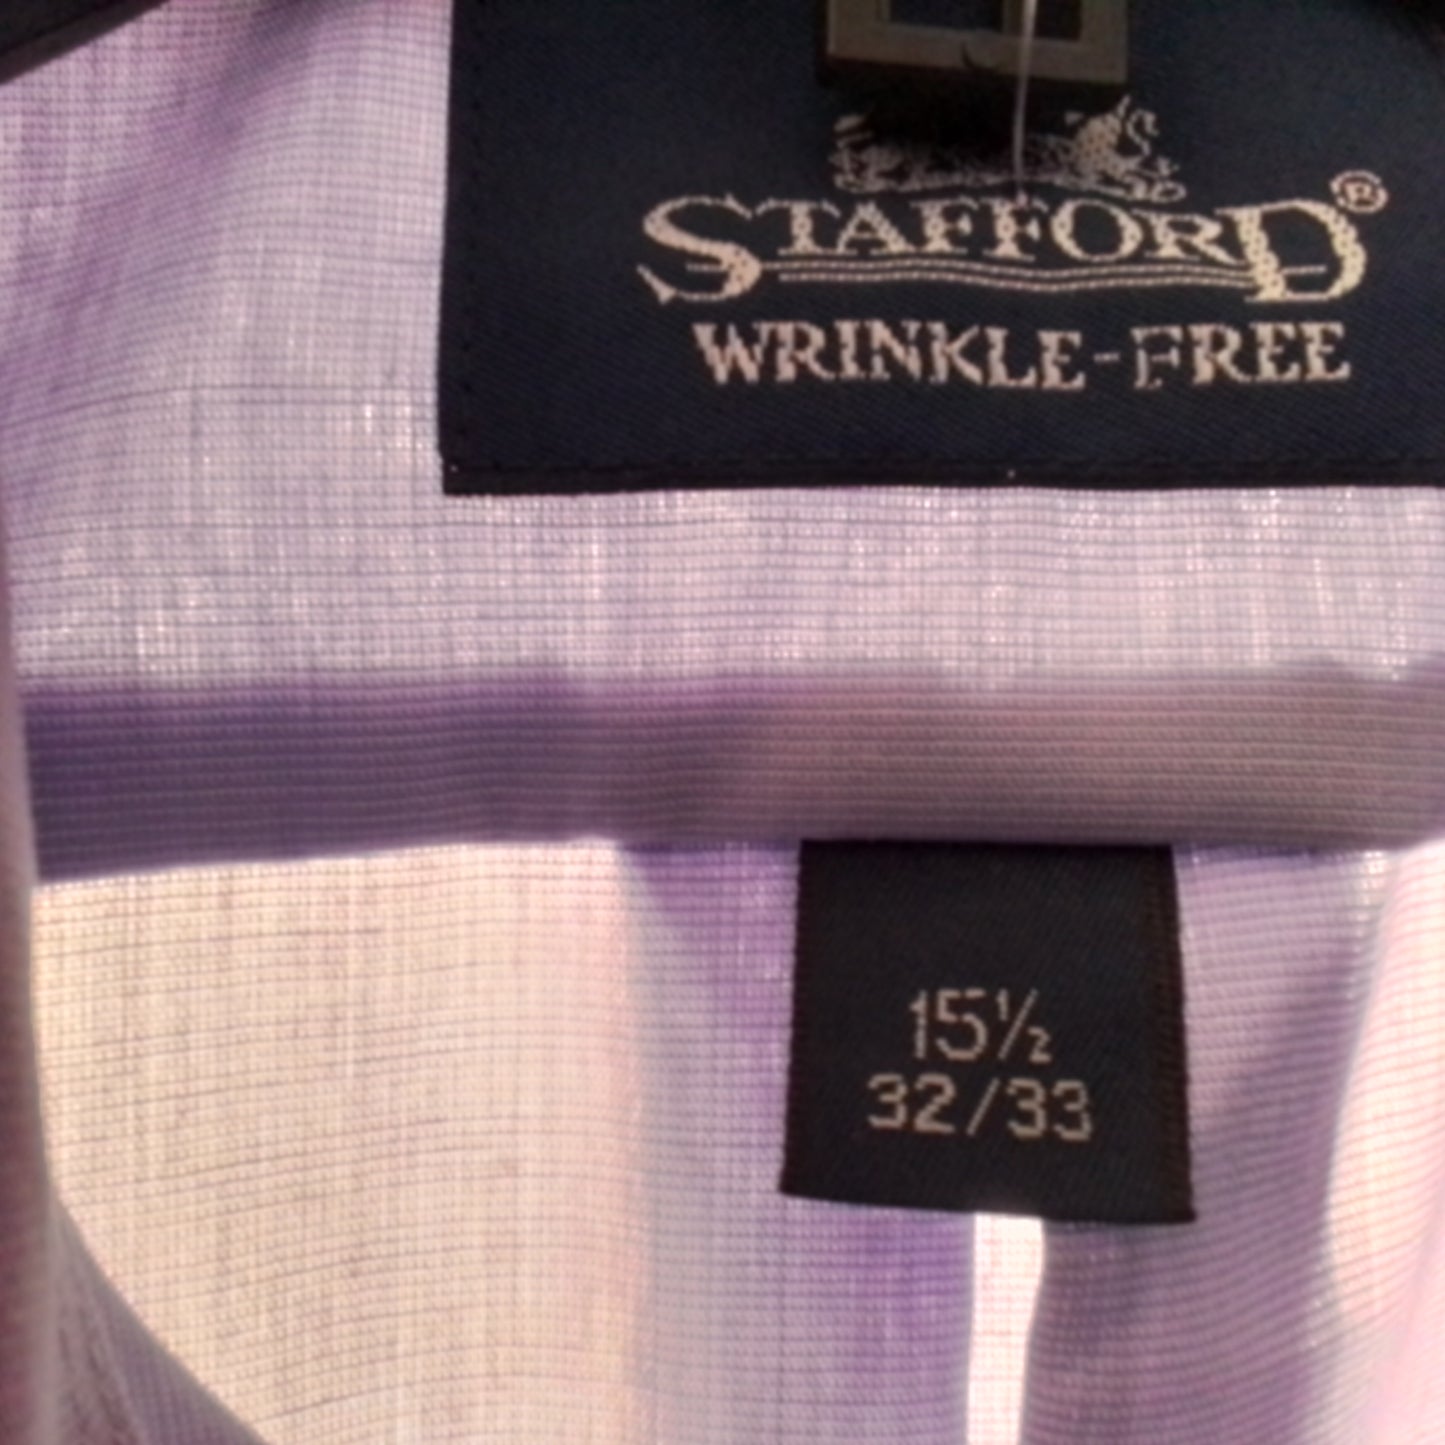 STAFFORD®
WRINKLE-FREE
15½
32/33